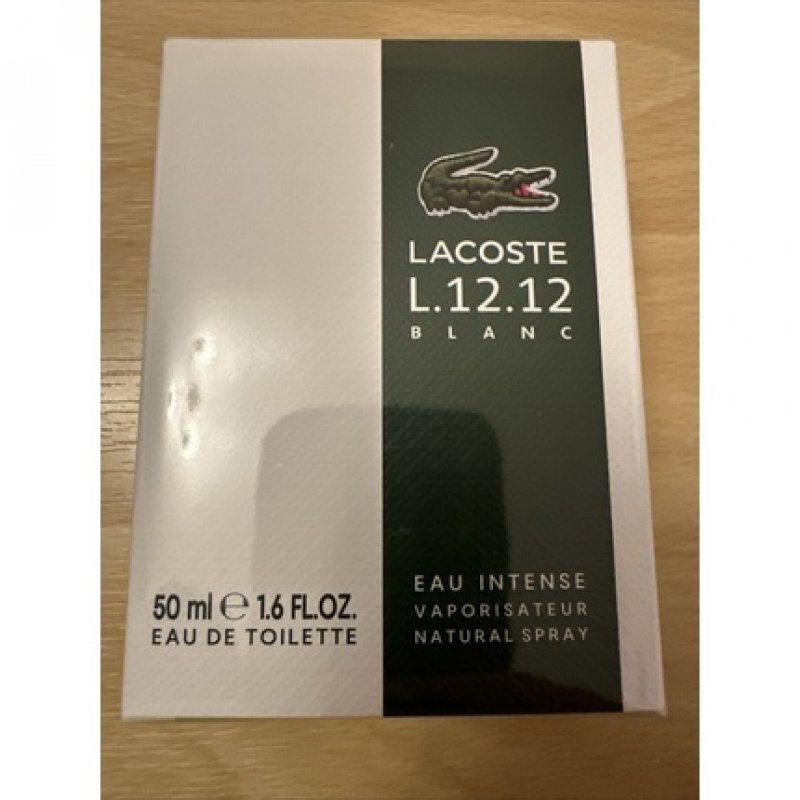 LACOSTE
L.12.12
BLANC
EAU INTENSE
VAPORISATEUR
NATURAL SPRAY
50 ml ℮ 1.6 FL.OZ.
EAU DE TOILETTE